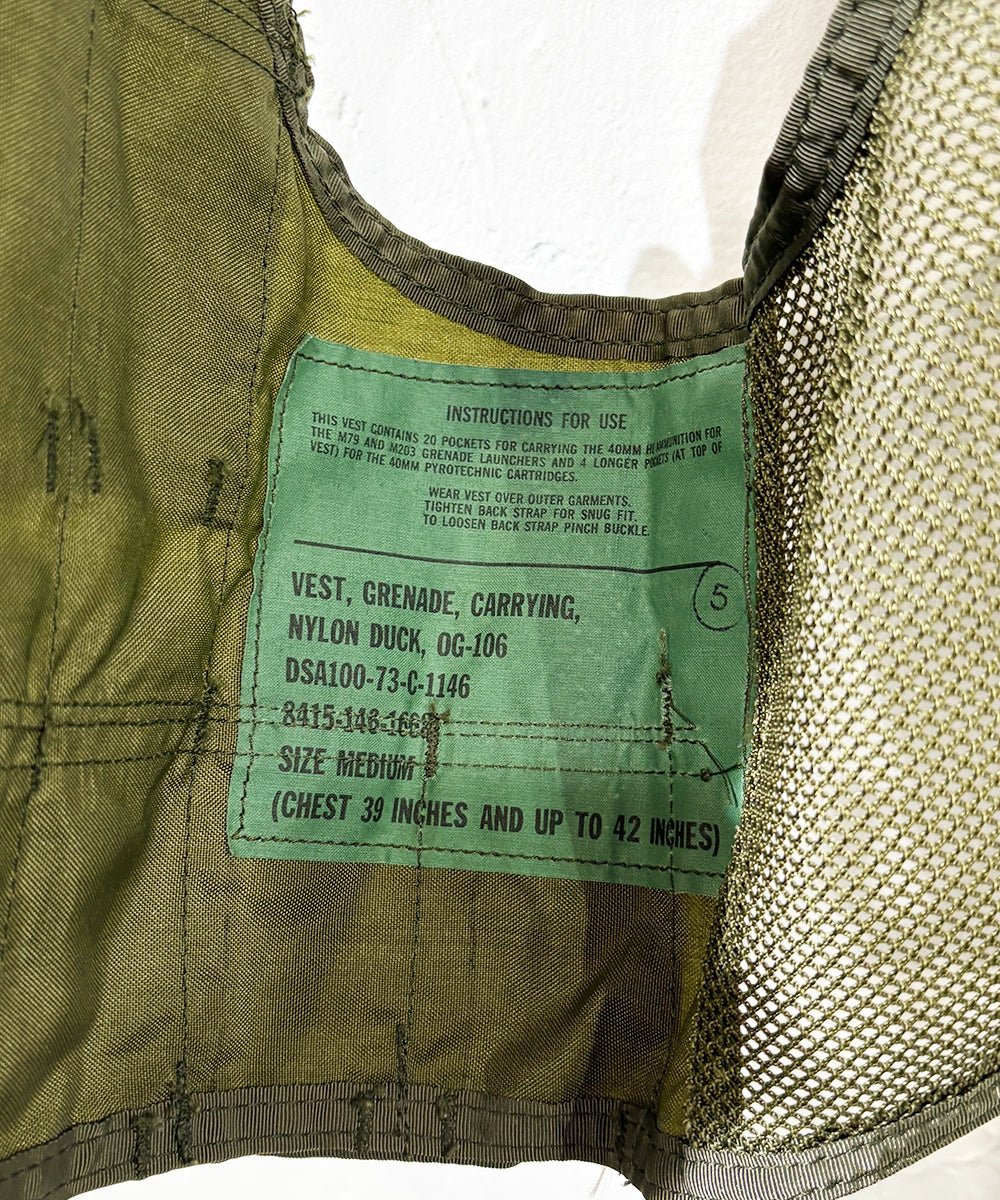 INSTRUCTIONS FOR USE
THIS VEST CONTAINS 20 POCKETS FOR CARRYING THE 40MM HE AMMUNITION FOR
THE M79 AND M203 GRENADE LAUNCHERS AND 4 LONGER POCKETS (AT TOP OF
VEST) FOR THE 40MM PYROTECHNIC CARTRIDGES.
WEAR VEST OVER OUTER GARMENTS.
TIGHTEN BACK STRAP FOR SNUG FIT.
TO LOOSEN BACK STRAP PINCH BUCKLE.
5
VEST, GRENADE, CARRYING,
NYLON DUCK, OG-106
DSA100-73-C-1146
SIZE MEDIUM
(CHEST 39 INCHES AND UP TO 42 INCHES)